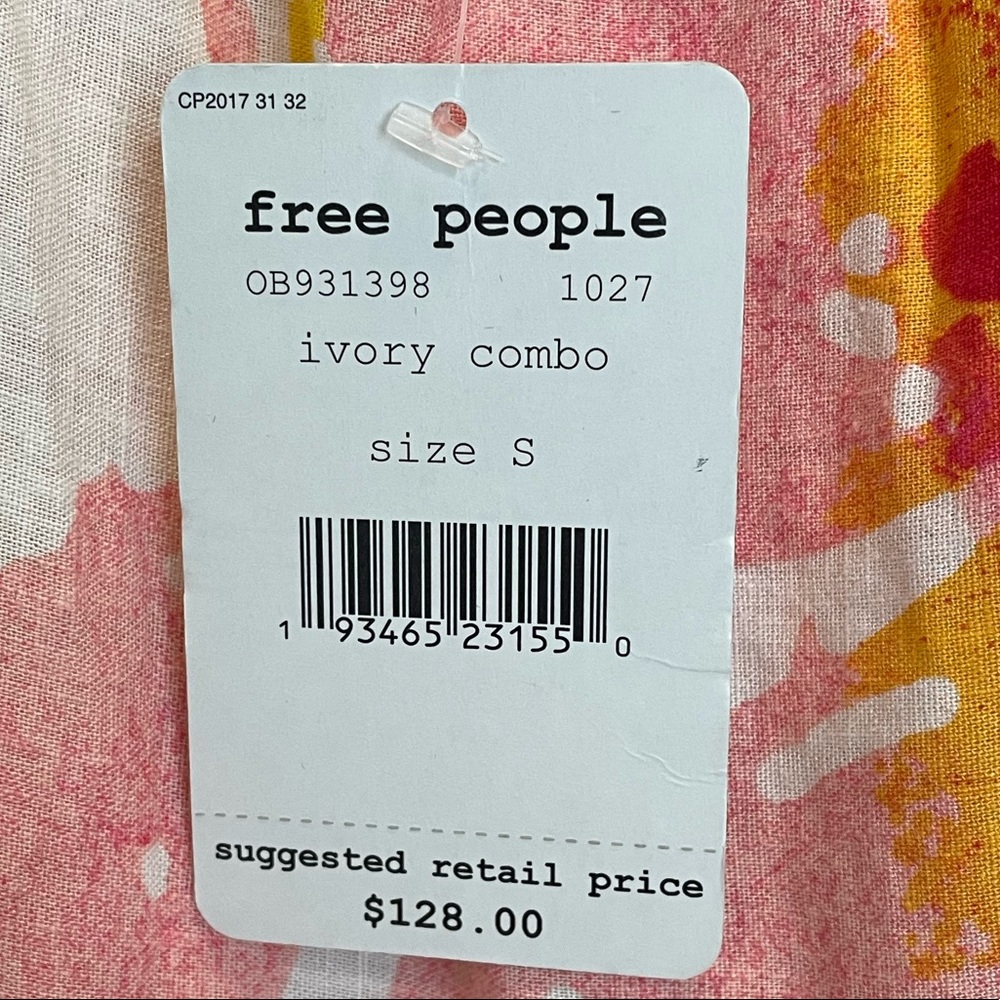 CP2017 31 32
free people
OB931398 1027
ivory combo
size S
1 93465 23155 0
suggested retail price
$128.00